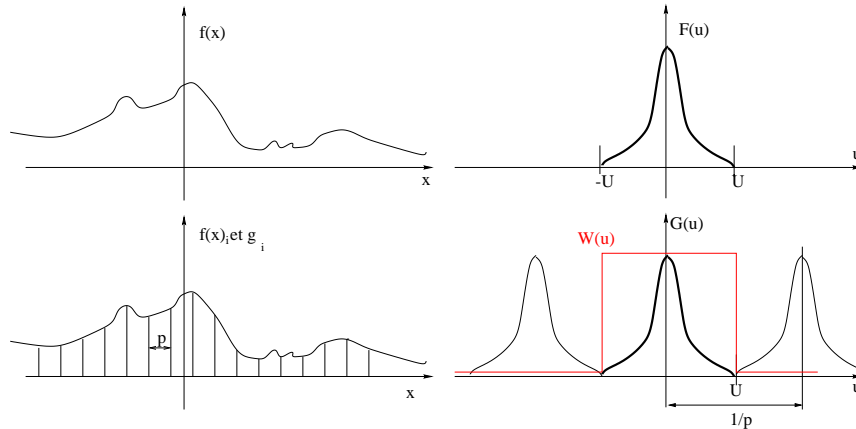 f(x)
x
F(u)
-U
U
u
f(x)i et g i
p
x
W(u)
G(u)
U
1/p
u